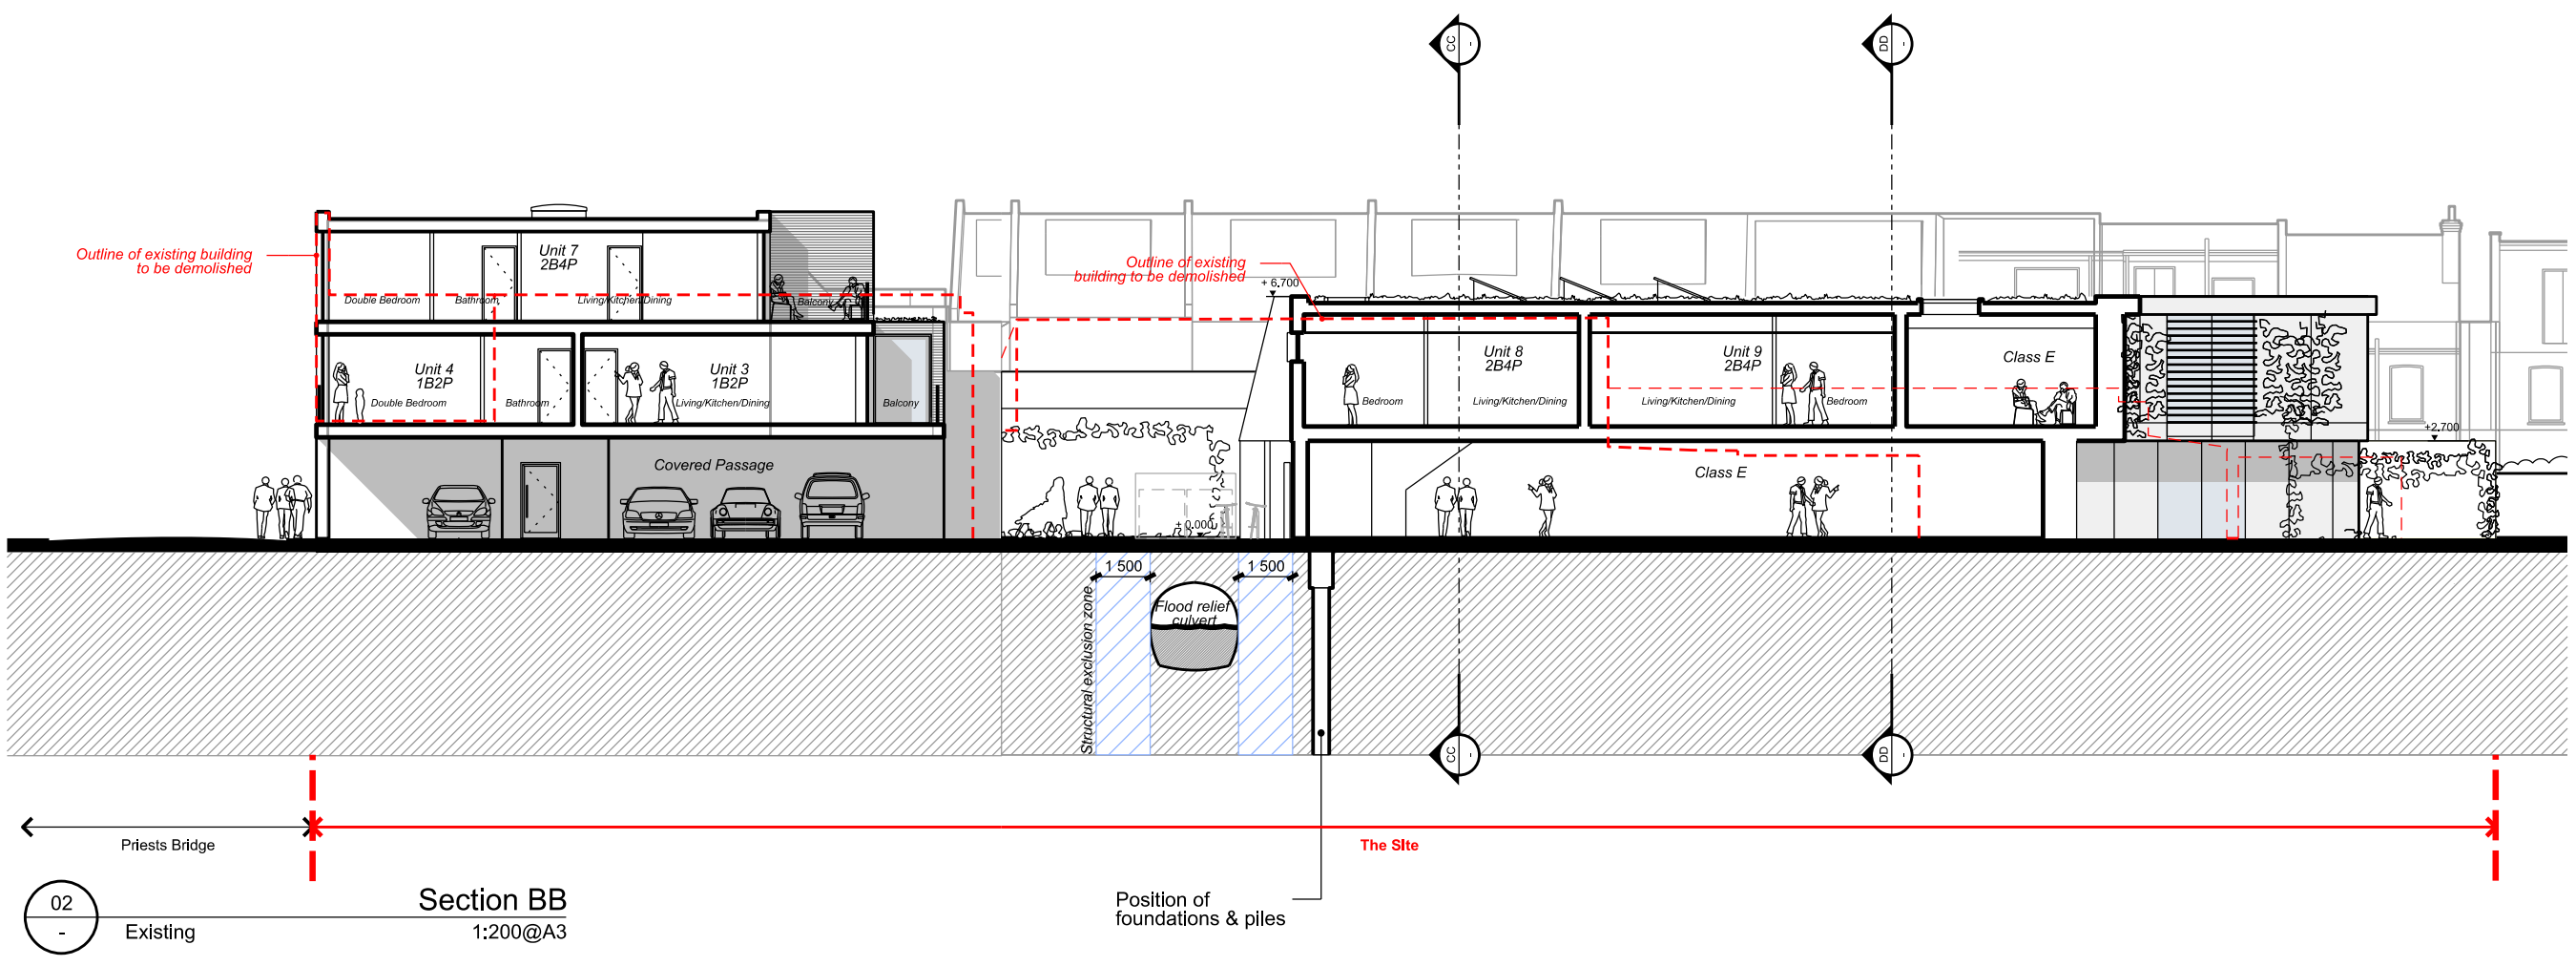 CC
-
DD
-
Outline of existing building
to be demolished
Unit 7
2B4P
Double Bedroom
Bathroom
Living/Kitchen/Dining
Balcony
Outline of existing
building to be demolished
+ 6,700
Unit 4
1B2P
Double Bedroom
Bathroom
Unit 3
1B2P
Living/Kitchen/Dining
Balcony
Unit 8
2B4P
Bedroom
Living/Kitchen/Dining
Unit 9
2B4P
Living/Kitchen/Dining
Bedroom
Class E
+2,700
Covered Passage
Class E
+ 0,000
1 500
1 500
Structural exclusion zone
Flood relief
culvert
CC
-
DD
-
Priests Bridge
The SIte
Position of
foundations & piles
02
-
Section BB
Existing
1:200@A3